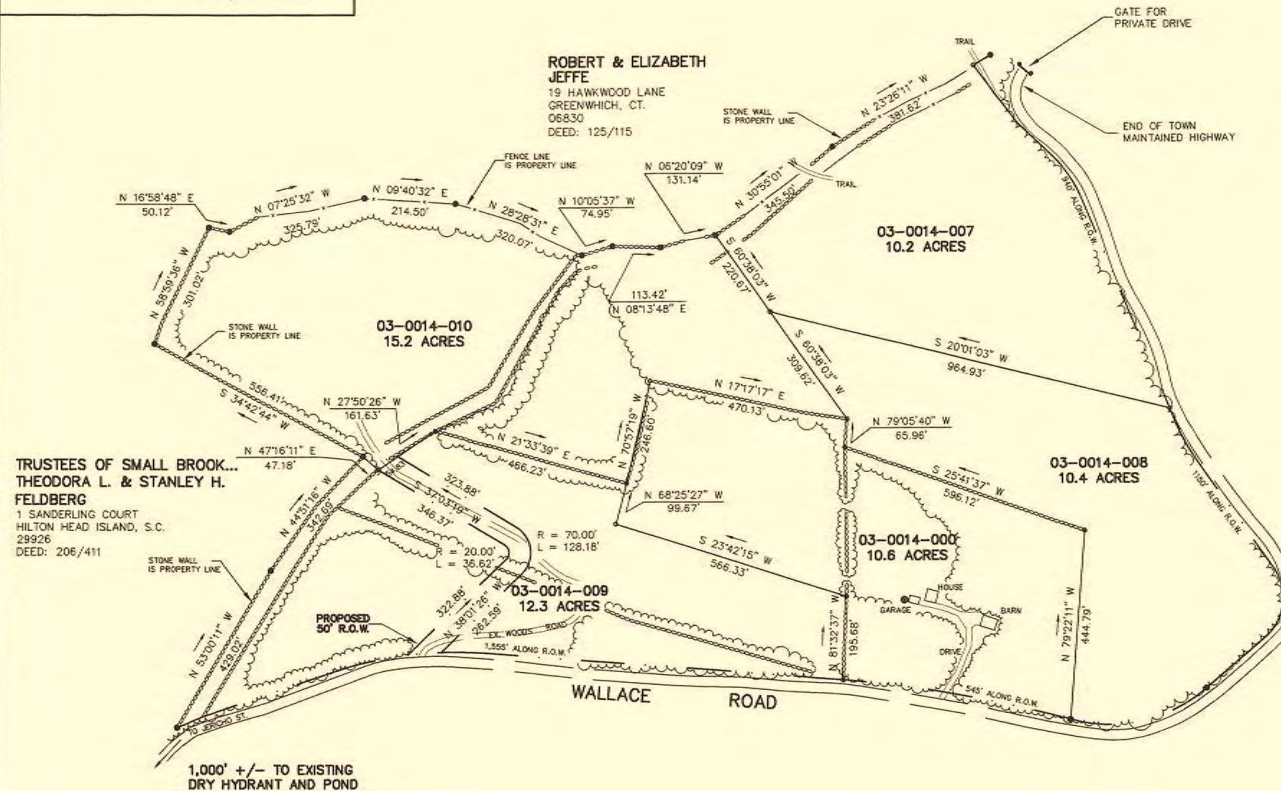 GATE FOR
PRIVATE DRIVE
TRAIL
ROBERT & ELIZABETH
JEFFE
19 HAWKWOOD LANE
GREENWHICH, CT.
06830
DEED: 125/115
STONE WALL
IS PROPERTY LINE
N 23°26'11" W
381.62'
END OF TOWN
MAINTAINED HIGHWAY
FENCE LINE
IS PROPERTY LINE
N 06°20'09" W
131.14'
N 30°55'01" W
345.50'
TRAIL
940' ALONG R.O.W.
N 16°58'48" E
50.12'
N 07°25'32" W
325.79'
N 09°40'32" E
214.50'
N 28°28'31" E
320.07'
N 10°05'37" W
74.95'
03-0014-007
10.2 ACRES
S 60°38'03" W
220.67'
N 58°59'36" W
301.02'
113.42'
N 08°13'48" E
STONE WALL
IS PROPERTY LINE
03-0014-010
15.2 ACRES
S 60°38'03" W
309.62'
S 20°01'03" W
964.93'
556.41'
S 34°42'44" W
N 27°50'26" W
161.63'
N 17°17'17" E
470.13'
N 70°57'19" W
246.60'
N 79°05'40" W
65.96'
N 47°16'11" E
47.18'
N 21°33'39" E
466.23'
S 25°41'37" W
596.12'
03-0014-008
10.4 ACRES
1150' ALONG R.O.W.
TRUSTEES OF SMALL BROOK...
THEODORA L. & STANLEY H.
FELDBERG
1 SANDERLING COURT
HILTON HEAD ISLAND, S.C.
29926
DEED: 206/411
N 44°51'16" W
342.69'
323.88'
S 37°03'19" W
346.37'
N 68°25'27" W
99.67'
S 23°42'15" W
566.33'
R = 70.00'
L = 128.18'
R = 20.00'
L = 36.62'
03-0014-000
10.6 ACRES
STONE WALL
IS PROPERTY LINE
03-0014-009
12.3 ACRES
HOUSE
GARAGE
BARN
N 53°00'11" W
429.02'
PROPOSED
50' R.O.W.
322.88'
N 38°01'26" W
262.59'
EX. WOODS ROAD
1,555' ALONG R.O.W.
N 81°32'37" W
195.68'
DRIVE
N 79°22'11" W
444.79'
545' ALONG R.O.W.
WALLACE ROAD
TO JERICHO ST.
1,000' +/- TO EXISTING
DRY HYDRANT AND POND